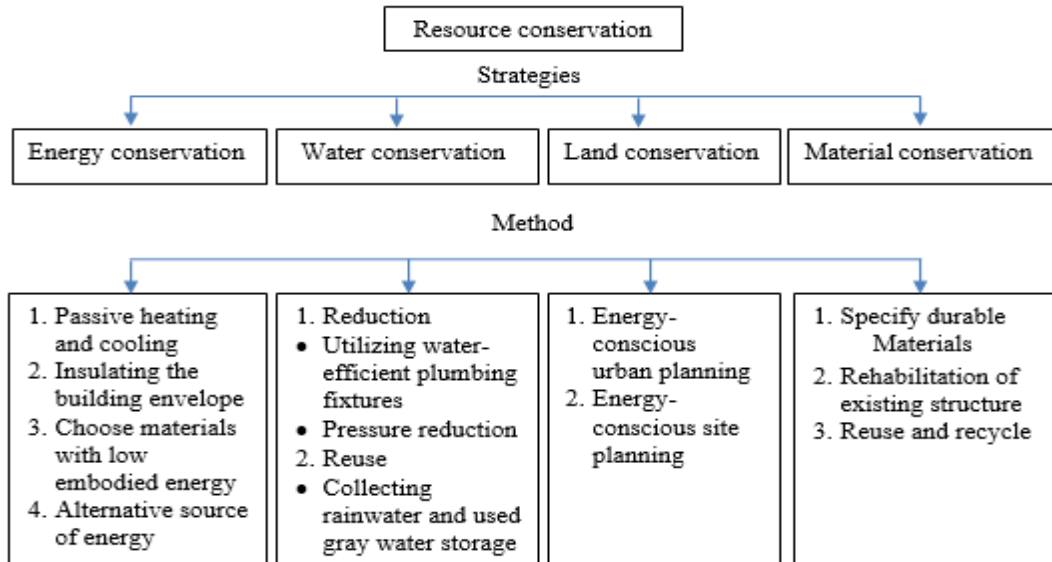 Resource conservation
Strategies
Energy conservation
Water conservation
Land conservation
Material conservation
Method
1. Passive heating
and cooling
2. Insulating the
building envelope
3. Choose materials
with low
embodied energy
4. Alternative source
of energy
1. Reduction
• Utilizing water-
efficient plumbing
fixtures
• Pressure reduction
2. Reuse
• Collecting
rainwater and used
gray water storage
1. Energy-
conscious
urban planning
2. Energy-
conscious site
planning
1. Specify durable
Materials
2. Rehabilitation of
existing structure
3. Reuse and recycle